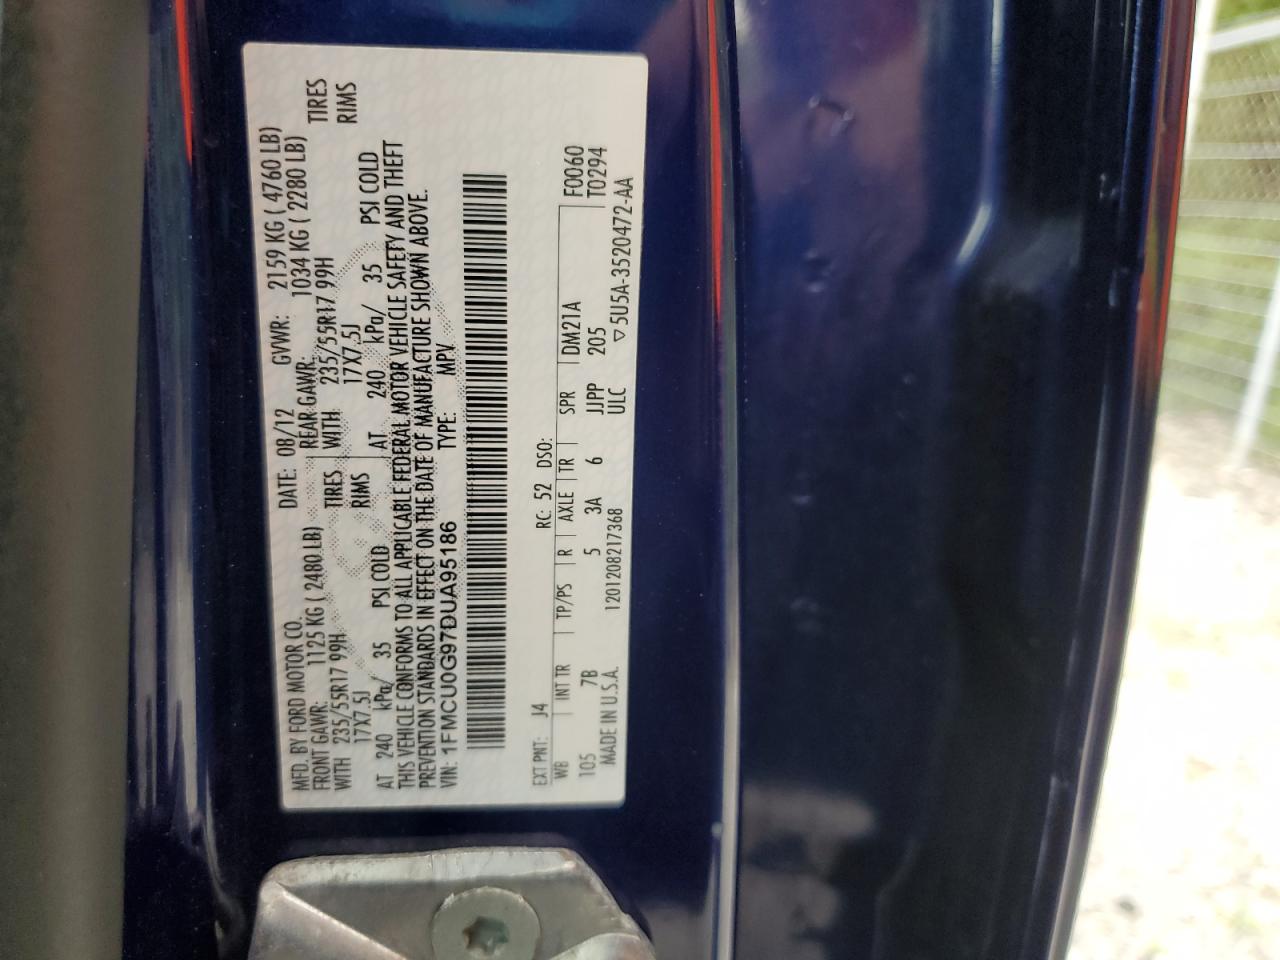 MFD. BY FORD MOTOR CO. DATE: 08/12 GVWR: 2159 KG ( 4760 LB)
FRONT GAWR: 1125 KG ( 2480 LB) REAR GAWR: 1034 KG ( 2280 LB)
WITH 235/55R17 99H TIRES WITH 235/55R17 99H TIRES
17X7.5J RIMS 17X7.5J RIMS
AT 240 kPa/ 35 PSI COLD AT 240 kPa/ 35 PSI COLD
THIS VEHICLE CONFORMS TO ALL APPLICABLE FEDERAL MOTOR VEHICLE SAFETY AND THEFT
PREVENTION STANDARDS IN EFFECT ON THE DATE OF MANUFACTURE SHOWN ABOVE.
VIN: 1FMCU0G97DUA95186 TYPE: MPV
EXT PNT: J4 RC: 52 DSO:
WB INT TR TP/PS R AXLE TR SPR DM21A F0060
105 7B 5 3A 6 JJPP 205 T0294
MADE IN U.S.A. 1201208217368 ULC ▽5U5A-3520472-AA